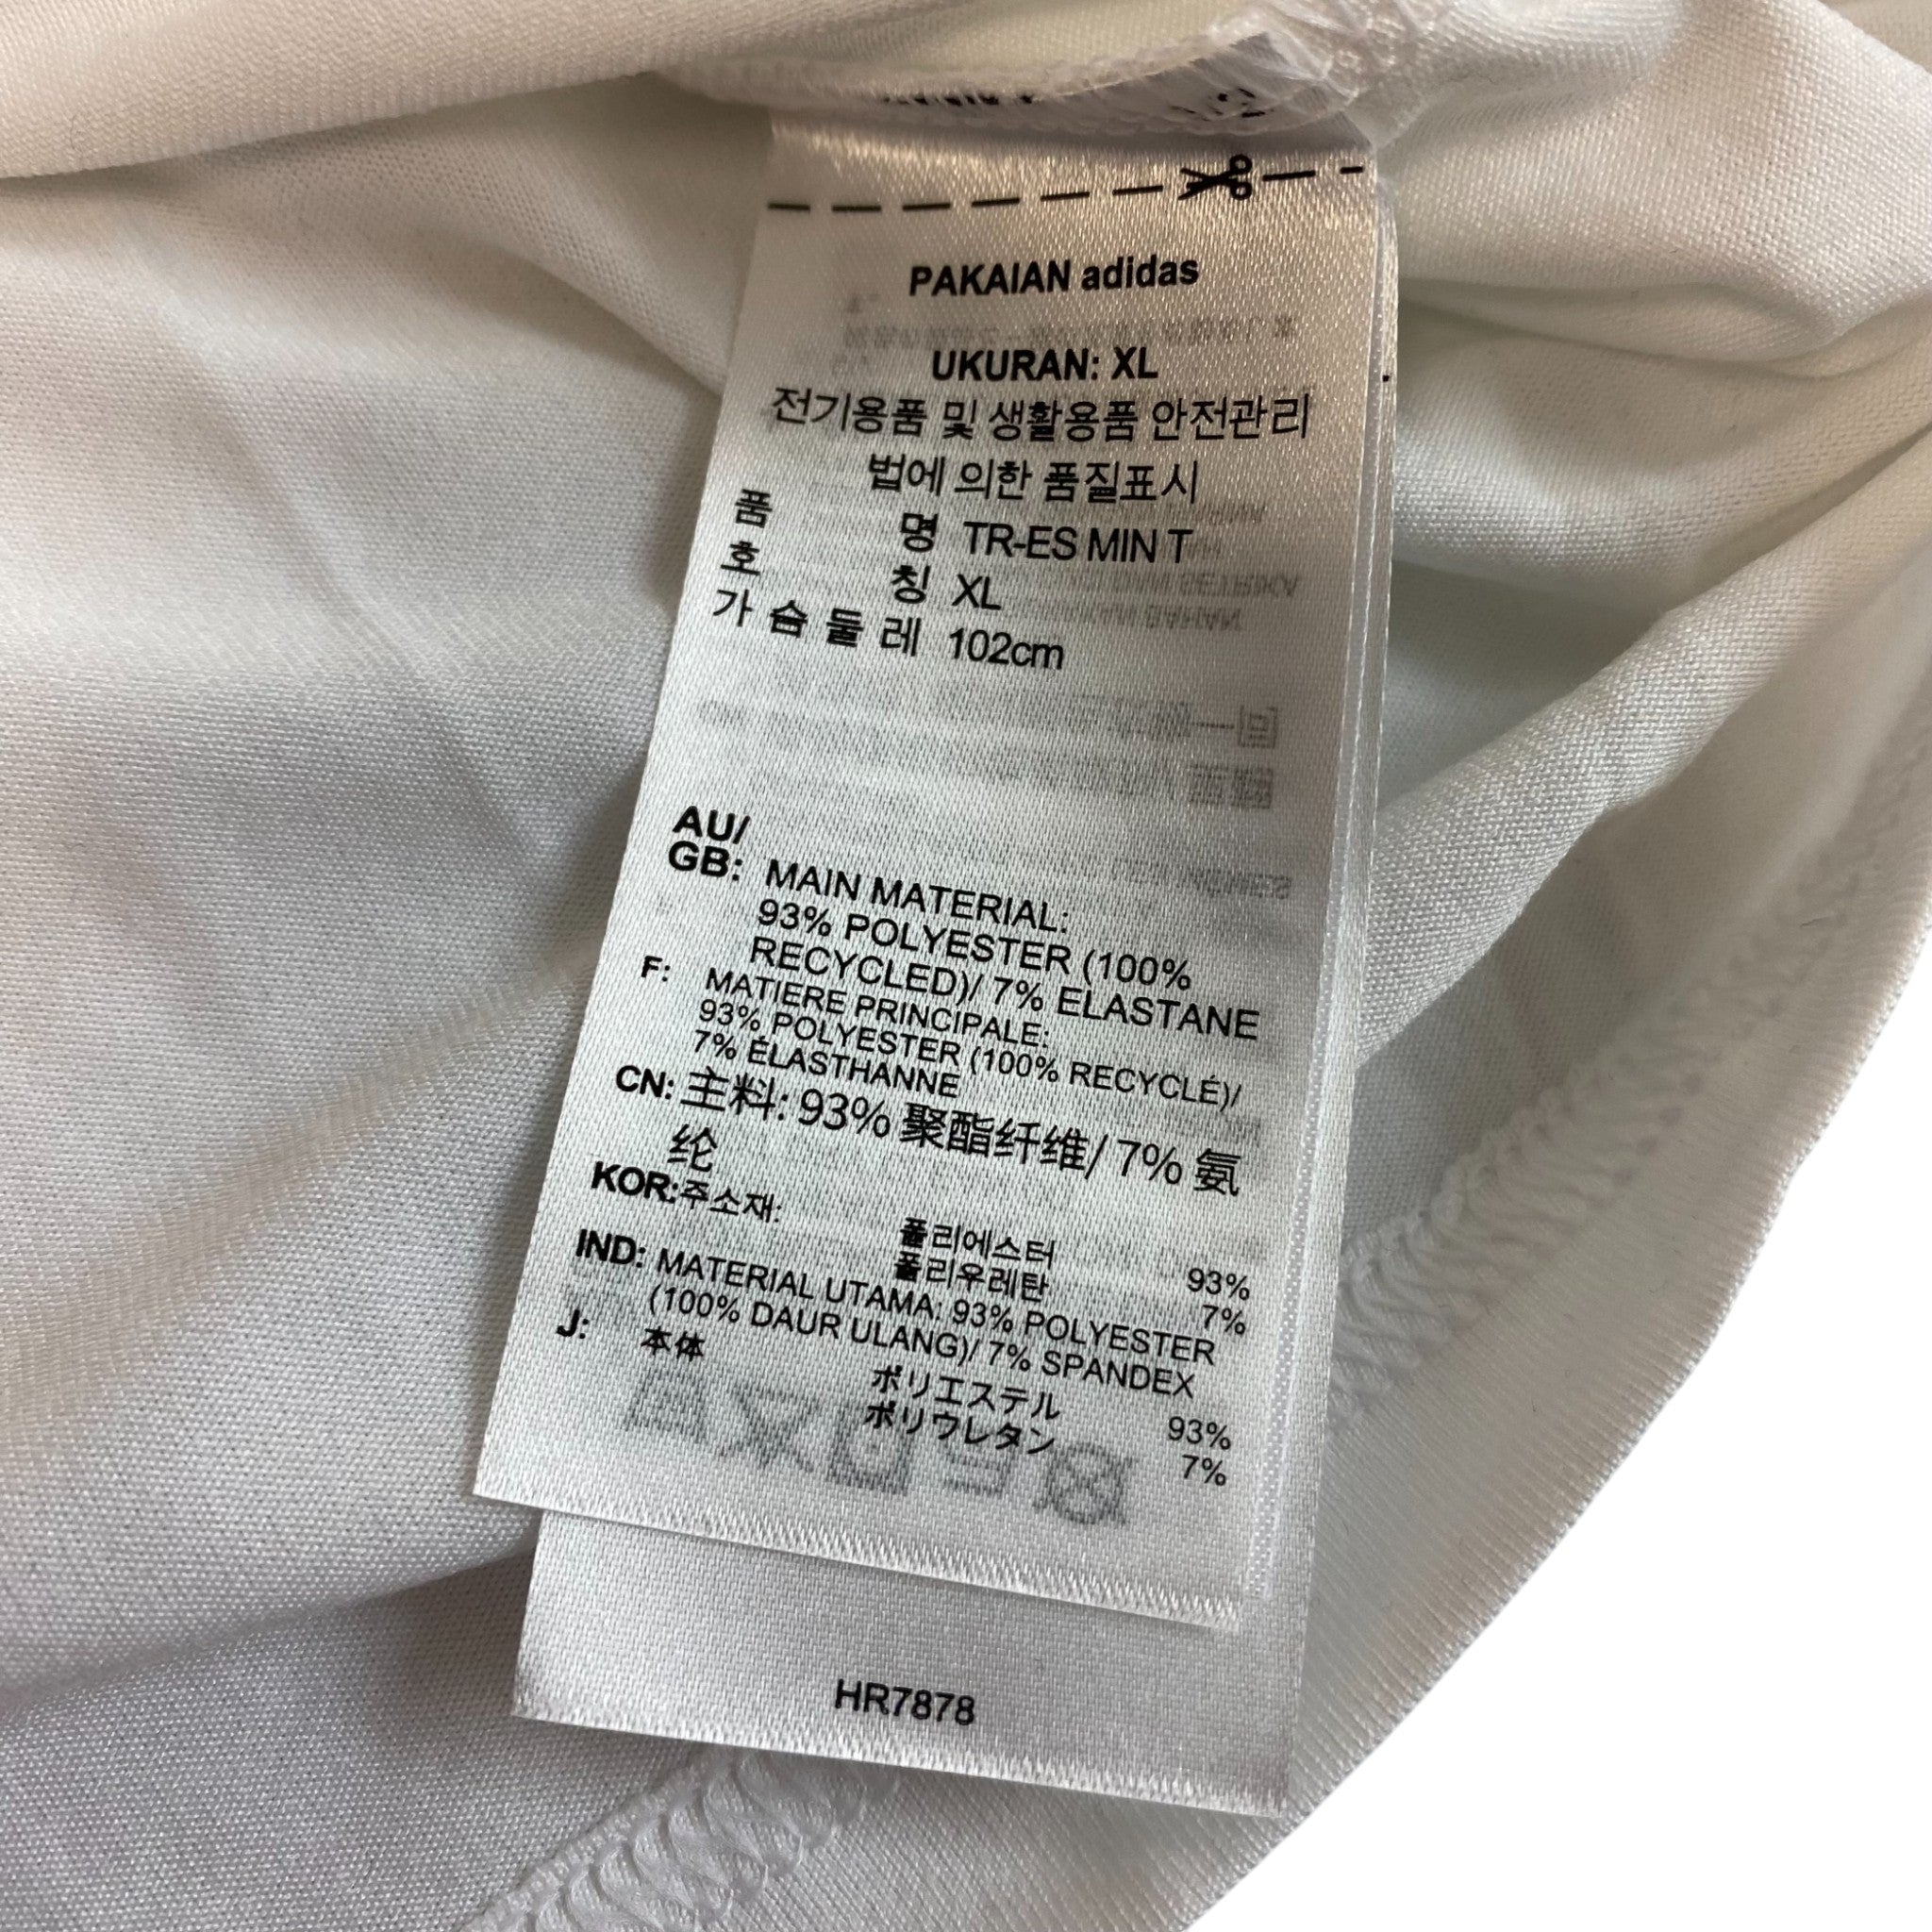 PAKAIAN adidas
UKURAN: XL
전기용품 및 생활용품 안전관리
법에 의한 품질표시
품 명 TR-ES MIN T
호 칭 XL
가 슴 둘 레 102cm
AU/
GB: MAIN MATERIAL:
93% POLYESTER (100%
RECYCLED)/ 7% ELASTANE
F: MATIERE PRINCIPALE:
93% POLYESTER (100% RECYCLÉ)/
7% ÉLASTHANNE
CN: 主料: 93% 聚酯纤维/ 7% 氨
纶
KOR:주소재:
폴리에스터 93%
폴리우레탄 7%
IND: MATERIAL UTAMA: 93% POLYESTER
(100% DAUR ULANG)/ 7% SPANDEX
J: 本体
ポリエステル 93%
ポリウレタン 7%
HR7878